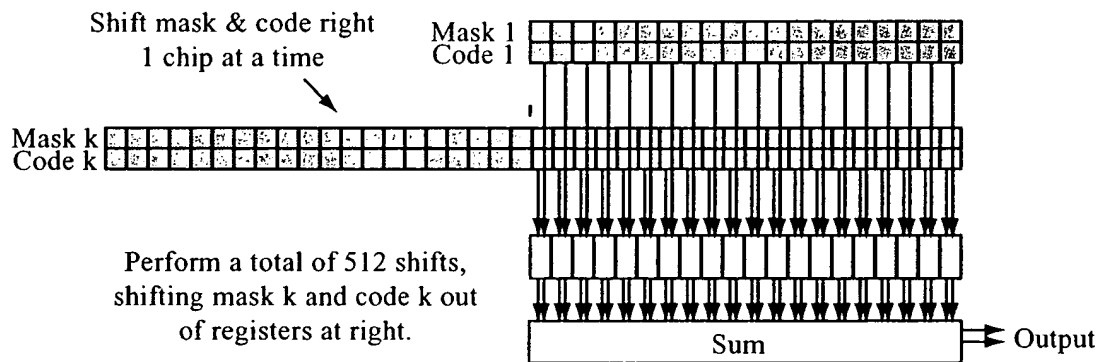 Shift mask & code right
1 chip at a time
Mask 1
Code 1
Mask k
Code k
Perform a total of 512 shifts,
shifting mask k and code k out
of registers at right.
Sum
Output